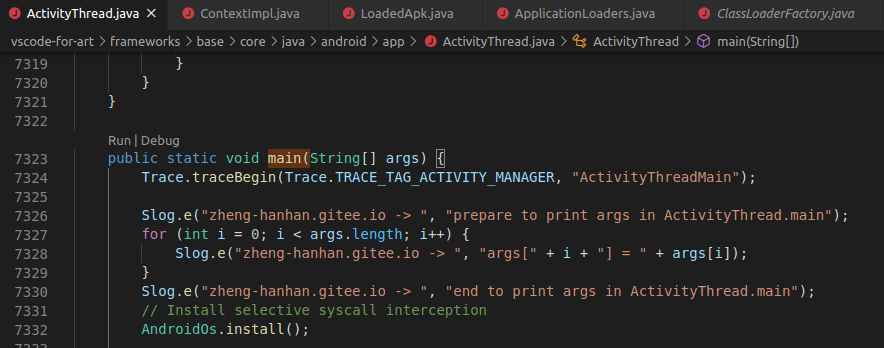 ActivityThread.java ContextImpl.java LoadedApk.java ApplicationLoaders.java ClassLoaderFactory.java
vscode-for-art > frameworks > base > core > java > android > app > ActivityThread.java > ActivityThread > main(String[])
7319 }
7320 }
7321 }
7322
Run | Debug
7323 public static void main(String[] args) {
7324 Trace.traceBegin(Trace.TRACE_TAG_ACTIVITY_MANAGER, "ActivityThreadMain");
7325
7326 Slog.e("zheng-hanhan.gitee.io -> ", "prepare to print args in ActivityThread.main");
7327 for (int i = 0; i < args.length; i++) {
7328 Slog.e("zheng-hanhan.gitee.io -> ", "args[" + i + "] = " + args[i]);
7329 }
7330 Slog.e("zheng-hanhan.gitee.io -> ", "end to print args in ActivityThread.main");
7331 // Install selective syscall interception
7332 AndroidOs.install();